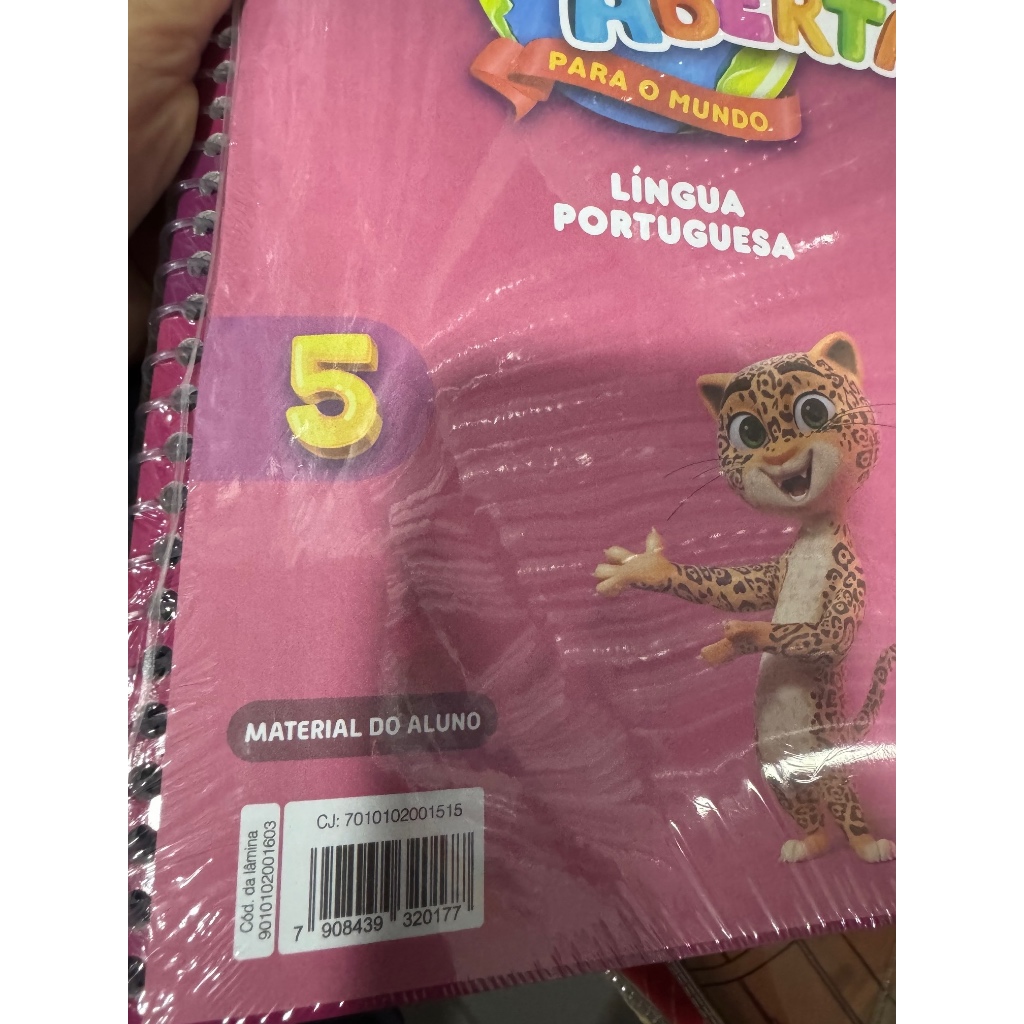 ABERTA
PARA O MUNDO
LÍNGUA
PORTUGUESA
5
MATERIAL DO ALUNO
Cód. da lâmina
9010102001603
CJ: 7010102001515
7 908439 320177